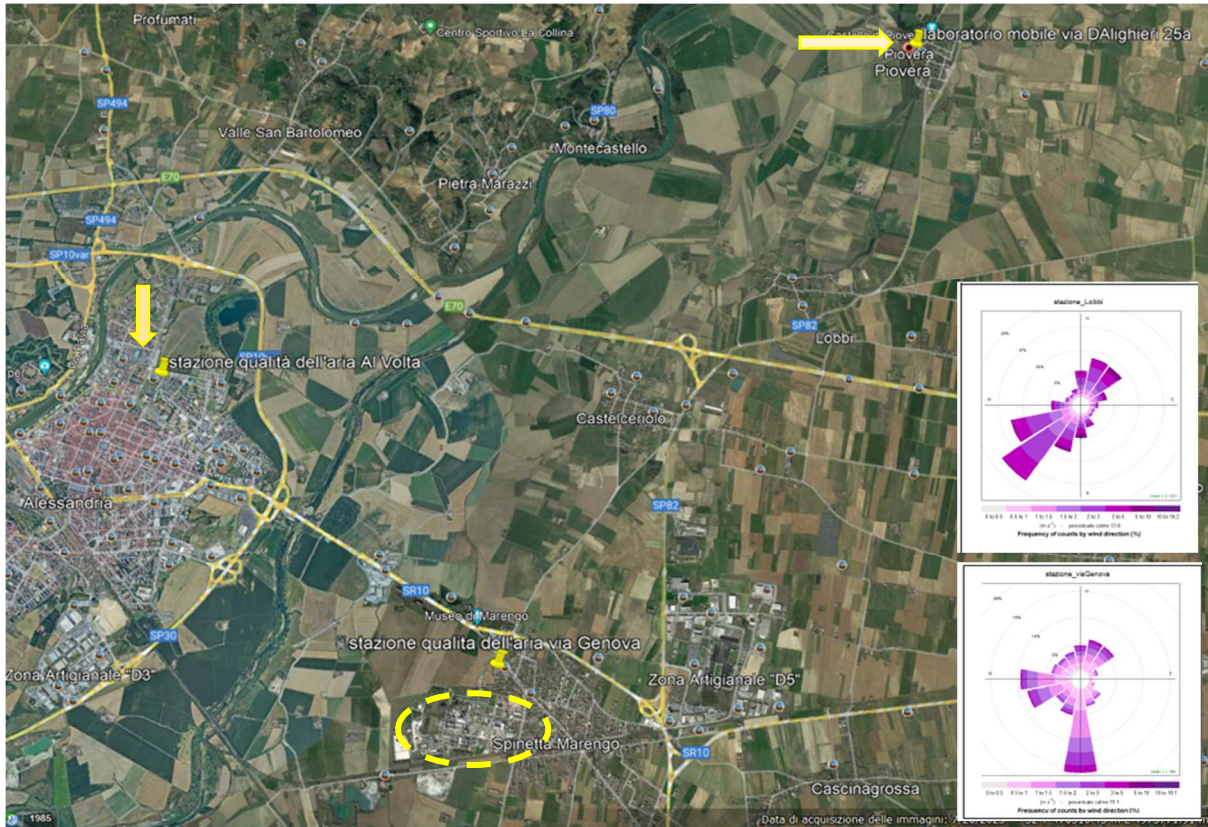 Profumati
Centro Sportivo La Collina
laboratorio mobile via DAlighieri 25a
Piovera
Piovera
SP494
SP80
Valle San Bartolomeo
Montecastello
E70
Pietra Marazzi
SP494
SP10var
E70
SP82
Lobbi
stazione qualità dell'aria Al Volta
Castelceriolo
Alessandria
SP82
SR10
Museo di Marengo
stazione qualita dell'aria via Genova
SP30
Zona Artigianale "D3"
Zona Artigianale "D5"
Spinetta Marengo
SR10
Cascinagrossa
1985
Data di acquisizione delle immagini:
stazione_Lobbi
Frequency of counts by wind direction (%)
stazione_viaGenova
Frequency of counts by wind direction (%)